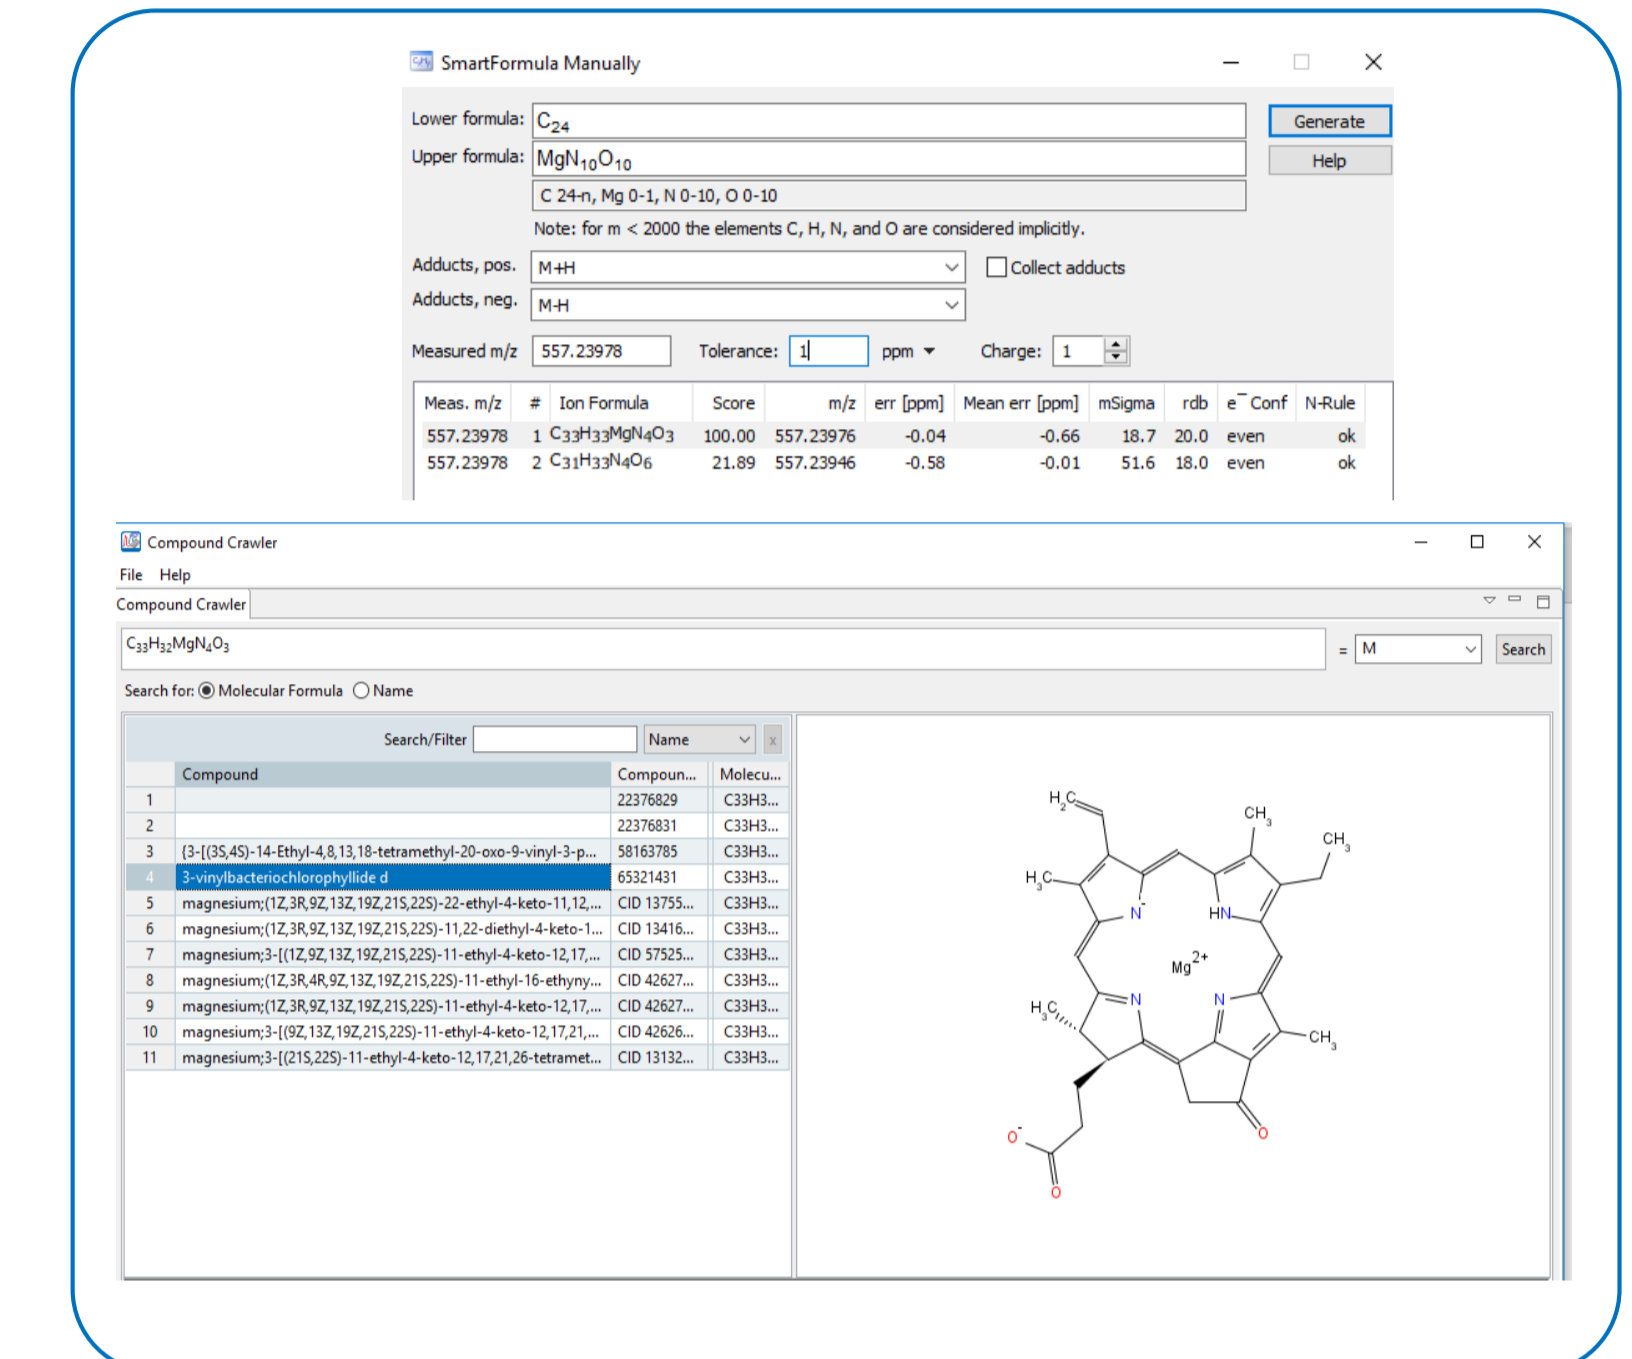 SmartFormula Manually
Lower formula: C24 Generate
Upper formula: MgN10O10 Help
C 24-n, Mg 0-1, N 0-10, O 0-10
Note: for m < 2000 the elements C, H, N, and O are considered implicitly.
Adducts, pos. M+H Collect adducts
Adducts, neg. M-H
Measured m/z 557.23978 Tolerance: 1 ppm Charge: 1
Meas. m/z # Ion Formula Score m/z err [ppm] Mean err [ppm] mSigma rdb e⁻ Conf N-Rule
557.23978 1 C33H33MgN4O3 100.00 557.23976 -0.04 -0.66 18.7 20.0 even ok
557.23978 2 C31H33N4O6 21.89 557.23946 -0.58 -0.01 51.6 18.0 even ok
Compound Crawler
File Help
Compound Crawler
C33H32MgN4O3 = M Search
Search for: Molecular Formula Name
Search/Filter Name x
Compound Compoun... Molecu...
1 22376829 C33H3...
2 22376831 C33H3...
3 {3-[(3S,4S)-14-Ethyl-4,8,13,18-tetramethyl-20-oxo-9-vinyl-3-p... 58163785 C33H3...
4 3-vinylbacteriochlorophyllide d 65321431 C33H3...
5 magnesium;(1Z,3R,9Z,13Z,19Z,21S,22S)-22-ethyl-4-keto-11,12,... CID 13755... C33H3...
6 magnesium;(1Z,3R,9Z,13Z,19Z,21S,22S)-11,22-diethyl-4-keto-1... CID 13416... C33H3...
7 magnesium;3-[(1Z,9Z,13Z,19Z,21S,22S)-11-ethyl-4-keto-12,17,... CID 57525... C33H3...
8 magnesium;(1Z,3R,4R,9Z,13Z,19Z,21S,22S)-11-ethyl-16-ethyny... CID 42627... C33H3...
9 magnesium;(1Z,3R,9Z,13Z,19Z,21S,22S)-11-ethyl-4-keto-12,17,... CID 42627... C33H3...
10 magnesium;3-[(9Z,13Z,19Z,21S,22S)-11-ethyl-4-keto-12,17,21,... CID 42626... C33H3...
11 magnesium;3-[(21S,22S)-11-ethyl-4-keto-12,17,21,26-tetramet... CID 13132... C33H3...
H2C
CH3
CH3
H3C
N- HN
Mg2+
H3C N N
CH3
O-
O
O